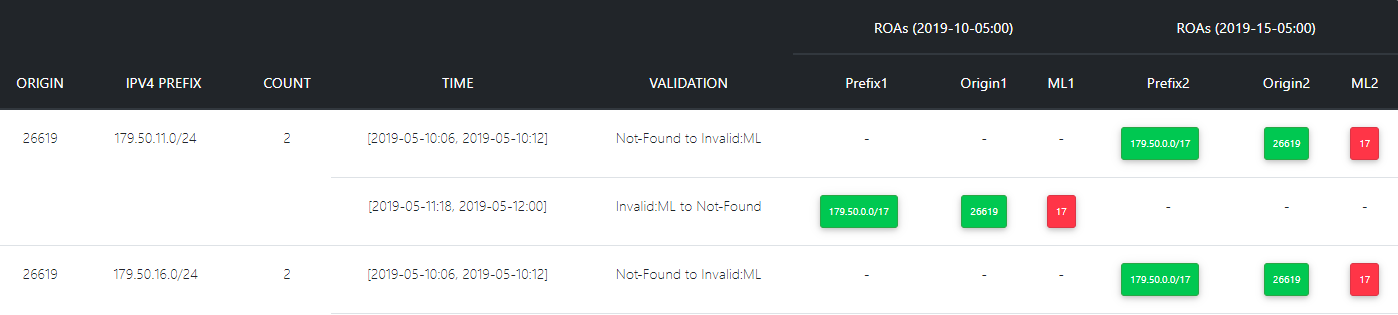 ROAs (2019-10-05:00) ROAs (2019-15-05:00)
ORIGIN IPV4 PREFIX COUNT TIME VALIDATION Prefix1 Origin1 ML1 Prefix2 Origin2 ML2
26619 179.50.11.0/24 2 [2019-05-10:06, 2019-05-10:12] Not-Found to Invalid:ML - - - 179.50.0.0/17 26619 17
[2019-05-11:18, 2019-05-12:00] Invalid:ML to Not-Found 179.50.0.0/17 26619 17 - - -
26619 179.50.16.0/24 2 [2019-05-10:06, 2019-05-10:12] Not-Found to Invalid:ML - - - 179.50.0.0/17 26619 17